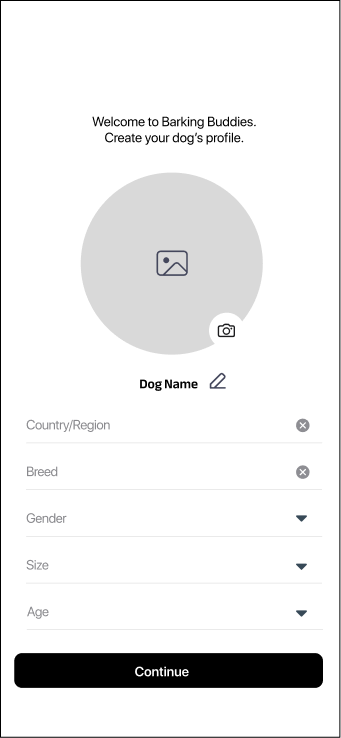 Welcome to Barking Buddies.
Create your dog's profile.
Dog Name
Country/Region
Breed
Gender
Size
Age
Continue